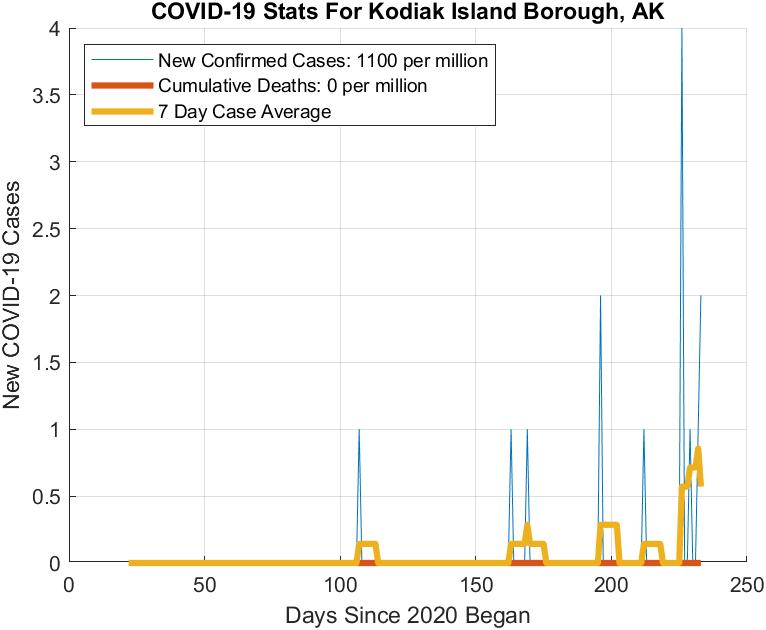 COVID-19 Stats For Kodiak Island Borough, AK
New Confirmed Cases: 1100 per million
Cumulative Deaths: 0 per million
7 Day Case Average
4
3.5
3
2.5
2
1.5
1
0.5
0
New COVID-19 Cases
0 50 100 150 200 250
Days Since 2020 Began